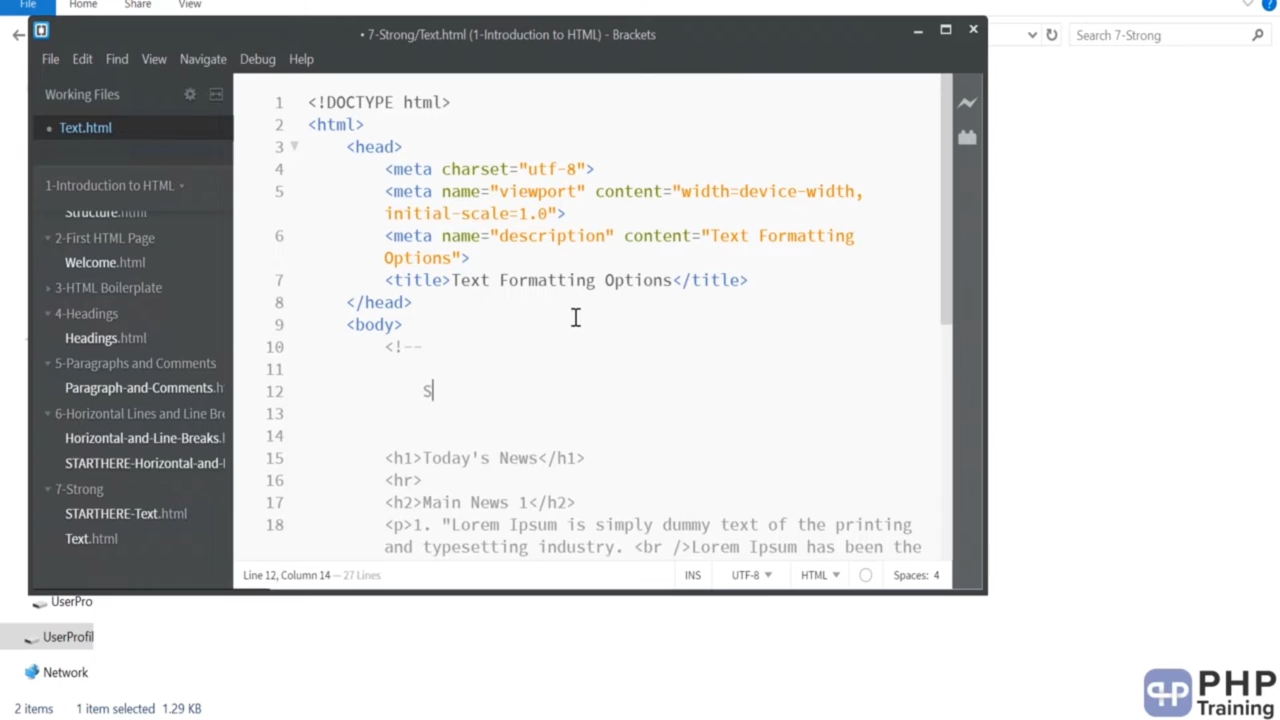 File Home Share View
7-Strong/Text.html (1-Introduction to HTML) - Brackets
Search 7-Strong
File Edit Find View Navigate Debug Help
Working Files
Text.html
1-Introduction to HTML
Structure.html
2-First HTML Page
Welcome.html
3-HTML Boilerplate
4-Headings
Headings.html
5-Paragraphs and Comments
Paragraph-and-Comments.h
6-Horizontal Lines and Line Bre
Horizontal-and-Line-Breaks.
STARTHERE-Horizontal-and-
7-Strong
STARTHERE-Text.html
Text.html
1 <!DOCTYPE html>
2 <html>
3 <head>
4 <meta charset="utf-8">
5 <meta name="viewport" content="width=device-width,
initial-scale=1.0">
6 <meta name="description" content="Text Formatting
Options">
7 <title>Text Formatting Options</title>
8 </head>
9 <body>
10 <!--
11
12 S
13
14
15 <h1>Today's News</h1>
16 <hr>
17 <h2>Main News 1</h2>
18 <p>1. "Lorem Ipsum is simply dummy text of the printing
and typesetting industry. <br />Lorem Ipsum has been the
Line 12, Column 14 — 27 Lines
INS UTF-8 HTML Spaces: 4
UserPro
UserProfil
Network
2 items 1 item selected 1.29 KB
PHP
Training